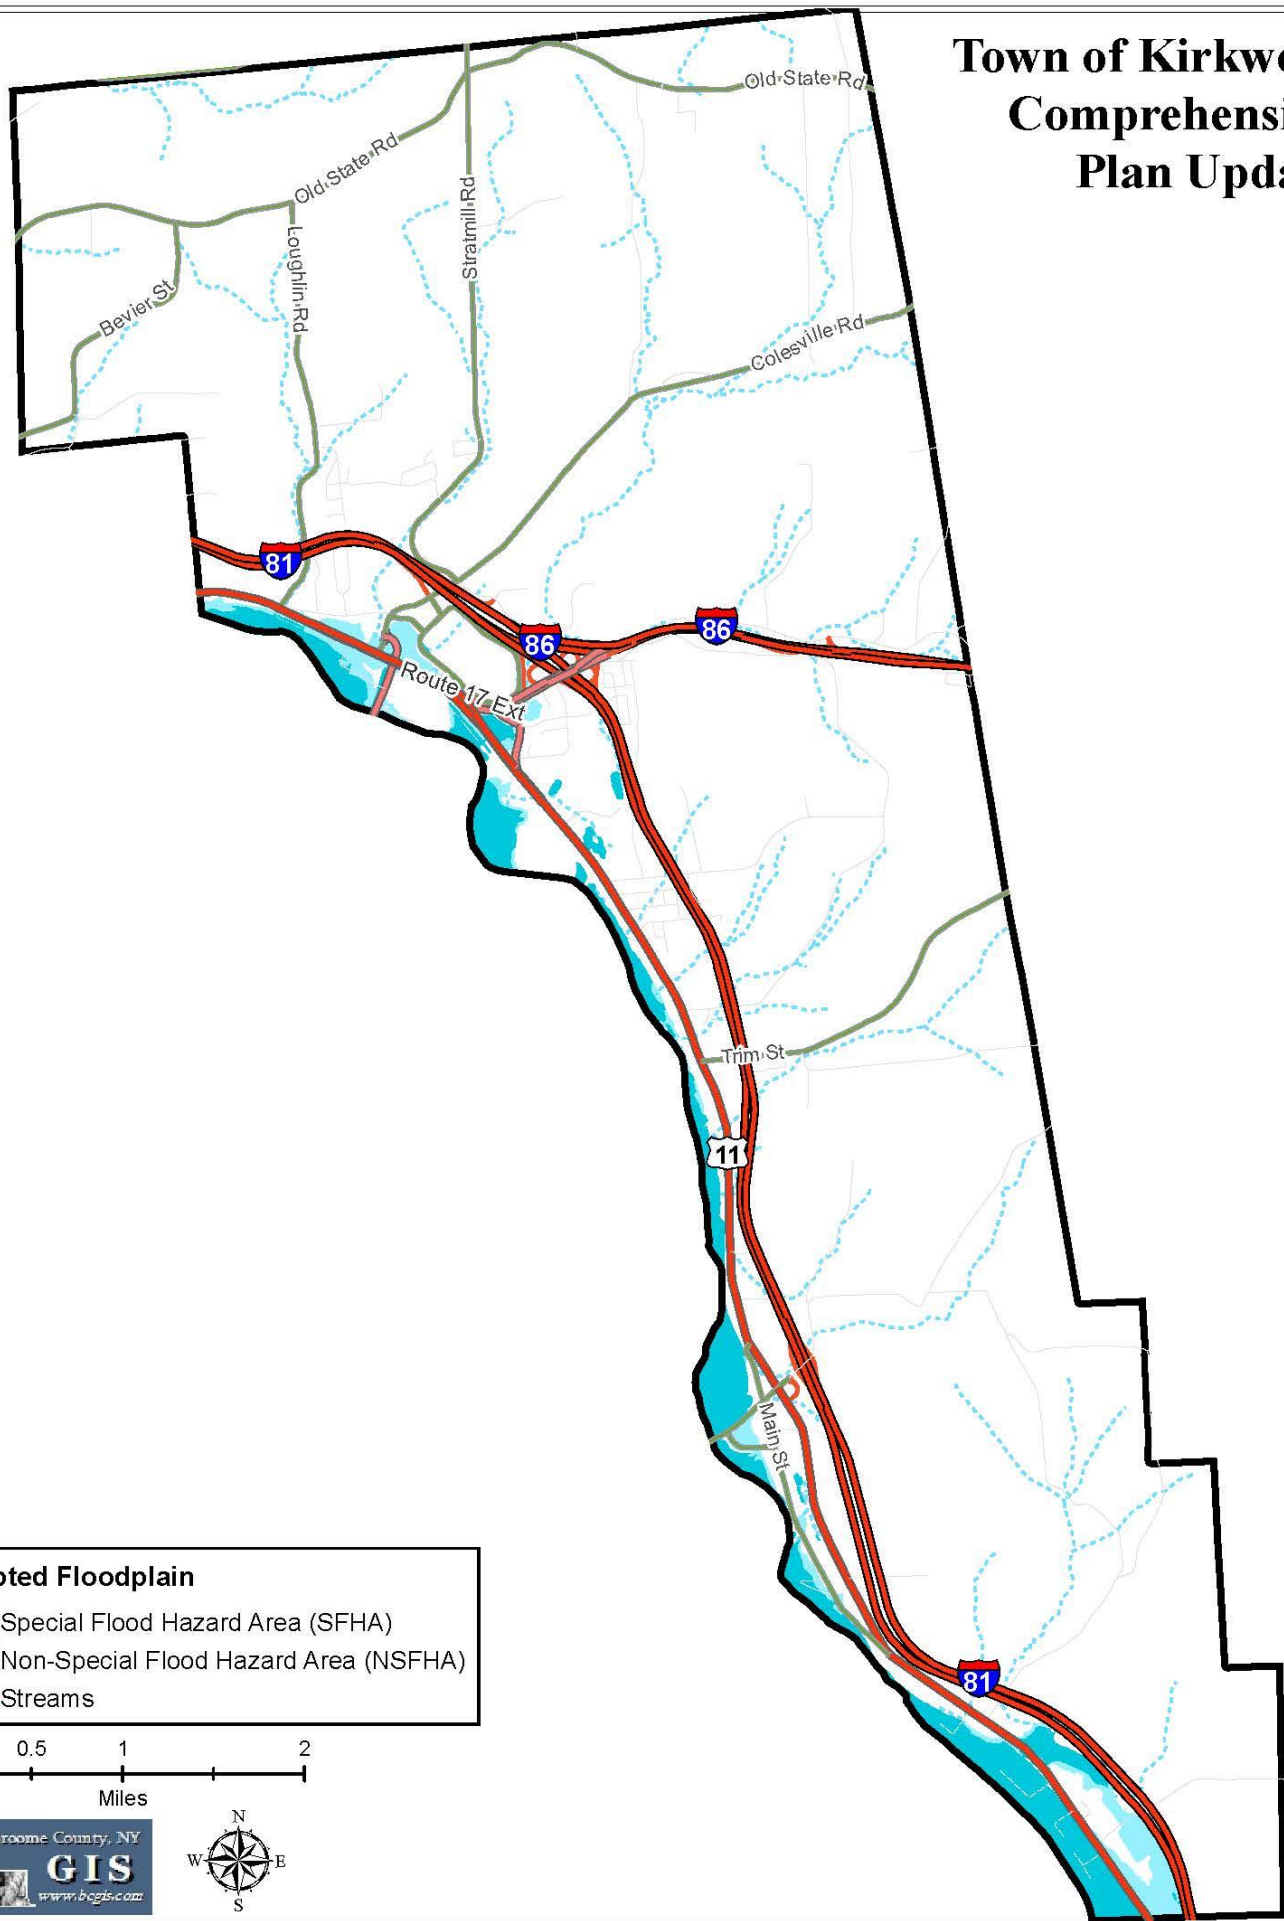 Town of Kirkwo
Comprehensi
Plan Upda
Old State Rd
Old State Rd
Stratmill Rd
Loughlin Rd
Bevier St
Colesville Rd
81
86
86
Route 17 Ext
Trim St
11
Main St
81
pted Floodplain
Special Flood Hazard Area (SFHA)
Non-Special Flood Hazard Area (NSFHA)
Streams
0.5 1 2
Miles
roome County, NY
GIS
www.bcgis.com
N
W E
S